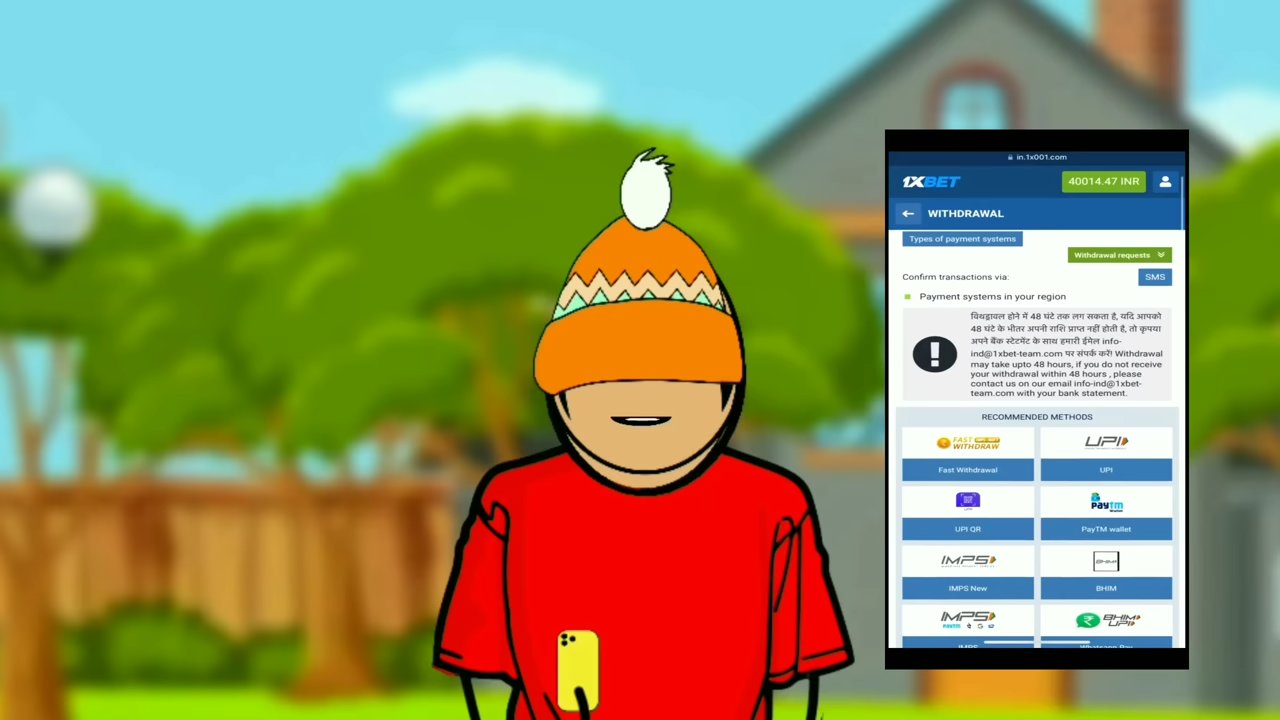 in.1x001.com
1XBET
40014.47 INR
WITHDRAWAL
Types of payment systems
Withdrawal requests
Confirm transactions via:
SMS
Payment systems in your region
विथड्रावल होने में 48 घंटे तक लग सकता है, यदि आपको
48 घंटे के भीतर अपनी राशि प्राप्त नहीं होती है, तो कृपया
अपने बैंक स्टेटमेंट के साथ हमारी ईमेल info-
ind@1xbet-team.com पर संपर्क करें! Withdrawal
may take upto 48 hours, if you do not receive
your withdrawal within 48 hours , please
contact us on our email info-ind@1xbet-
team.com with your bank statement.
RECOMMENDED METHODS
FAST
WITHDRAW
UPI
Fast Withdrawal
UPI
PayTM
UPI QR
PayTM wallet
IMPS
BHIM
IMPS New
BHIM
IMPS
PAYTM
BHIM
UPI
IMPS
Whatsapp Pay